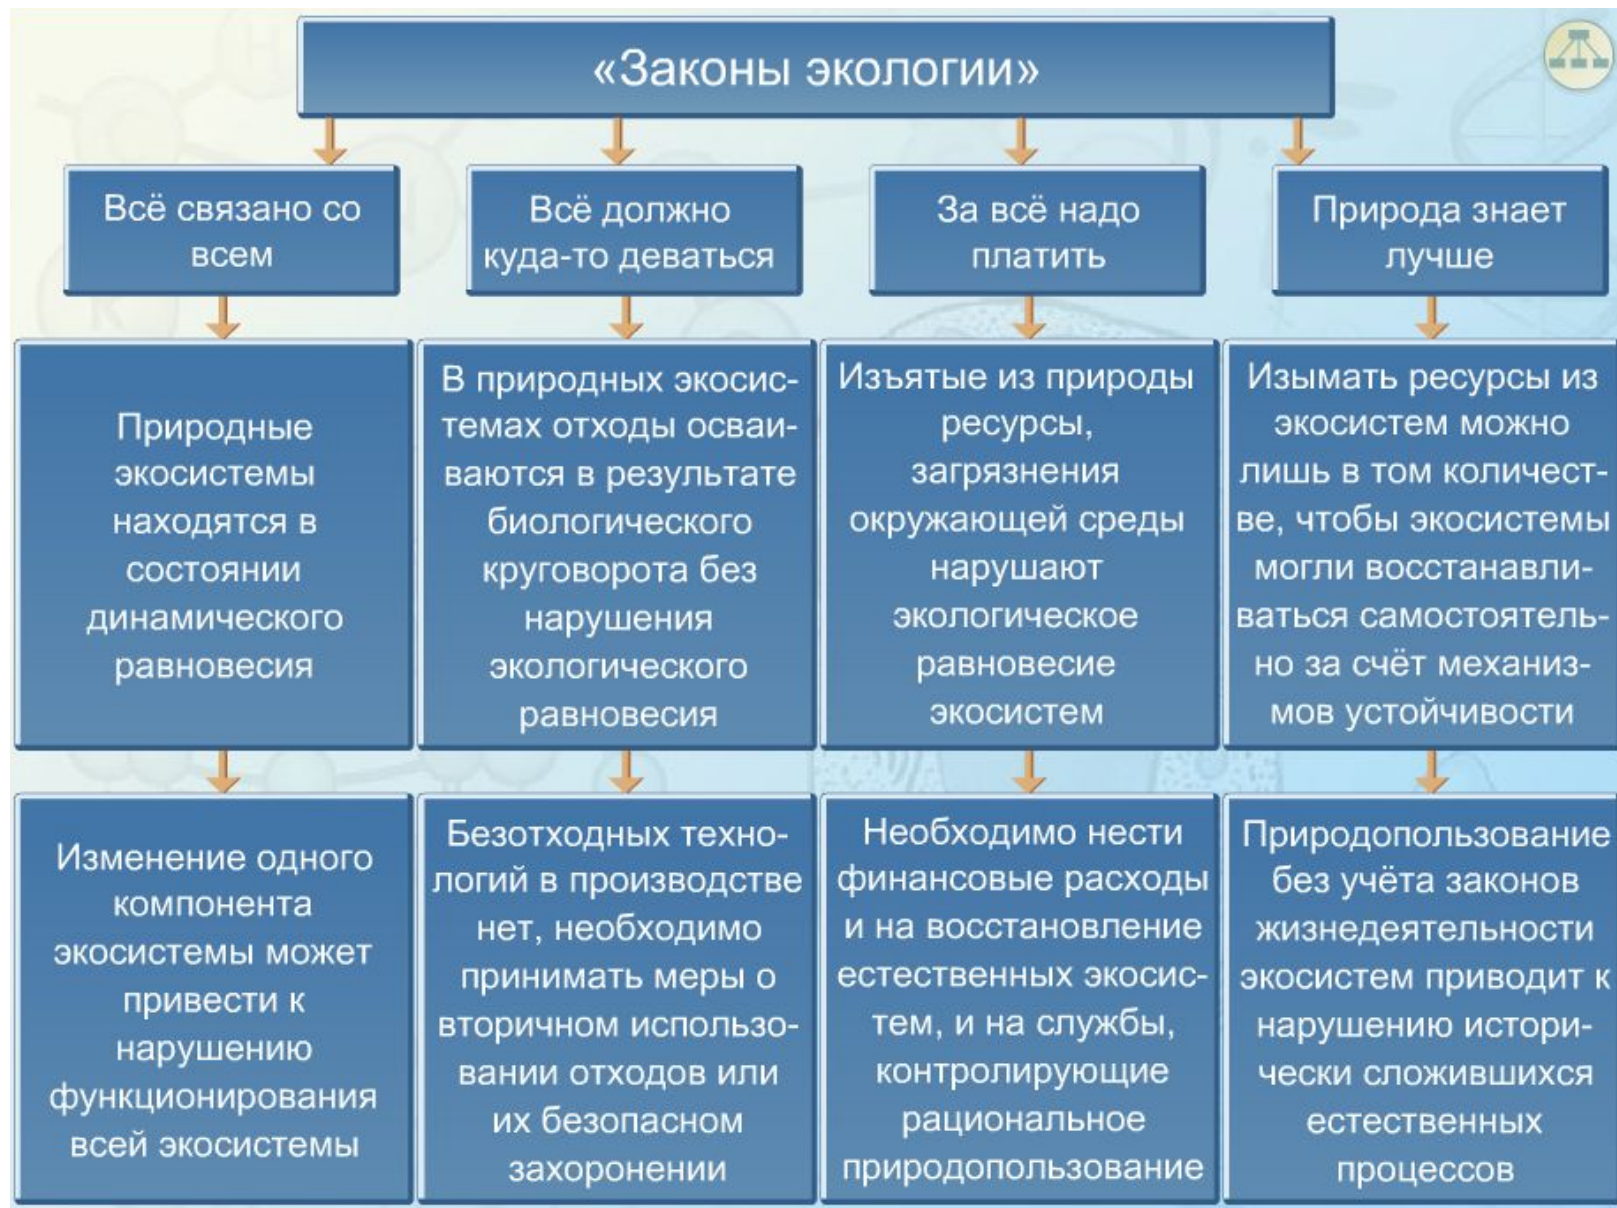 «Законы экологии»
Всё связано со
всем
Всё должно
куда-то деваться
За всё надо
платить
Природа знает
лучше
Природные
экосистемы
находятся в
состоянии
динамического
равновесия
В природных экосис-
темах отходы осваи-
ваются в результате
биологического
круговорота без
нарушения
экологического
равновесия
Изъятые из природы
ресурсы,
загрязнения
окружающей среды
нарушают
экологическое
равновесие
экосистем
Изымать ресурсы из
экосистем можно
лишь в том количест-
ве, чтобы экосистемы
могли восстанавли-
ваться самостоятель-
но за счёт механиз-
мов устойчивости
Изменение одного
компонента
экосистемы может
привести к
нарушению
функционирования
всей экосистемы
Безотходных техно-
логий в производстве
нет, необходимо
принимать меры о
вторичном использо-
вании отходов или
их безопасном
захоронении
Необходимо нести
финансовые расходы
и на восстановление
естественных экосис-
тем, и на службы,
контролирующие
рациональное
природопользование
Природопользование
без учёта законов
жизнедеятельности
экосистем приводит к
нарушению истори-
чески сложившихся
естественных
процессов